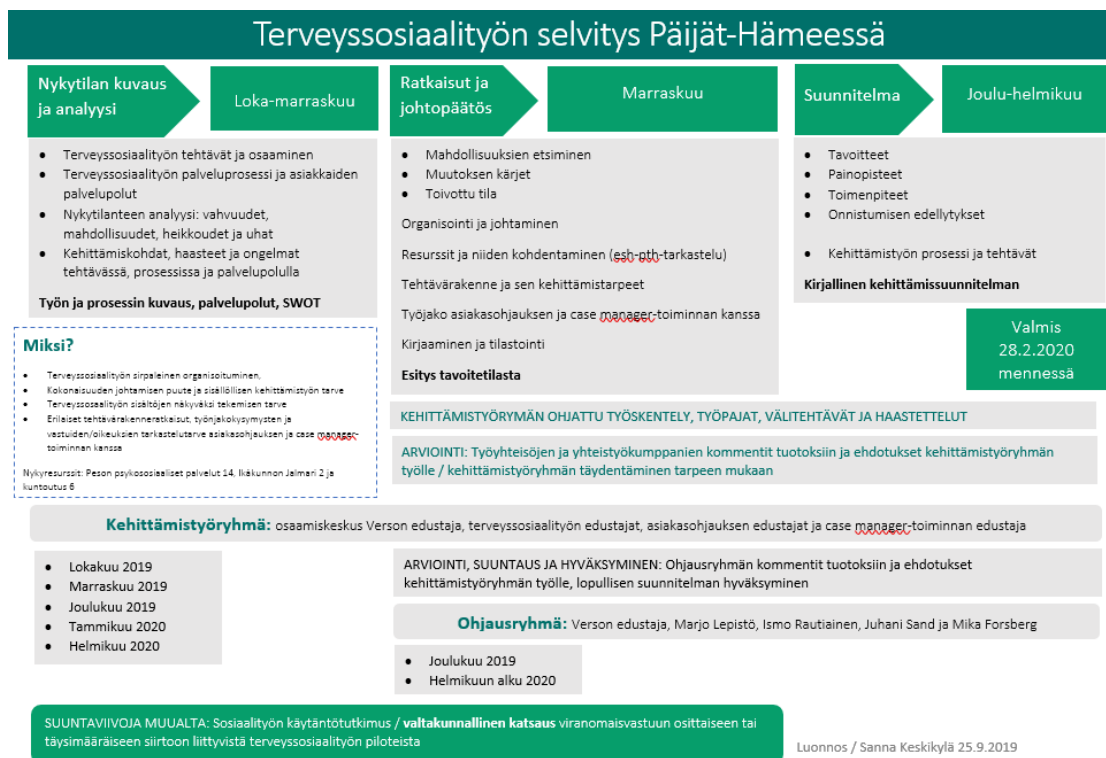 Terveyssosiaalityön selvitys Päijät-Hämeessä
Nykytilan kuvaus
ja analyysi
Loka-marraskuu
Ratkaisut ja
johtopäätös
Marraskuu
Suunnitelma
Joulu-helmikuu
• Terveyssosiaalityön tehtävät ja osaaminen
• Terveyssosiaalityön palveluprosessi ja asiakkaiden
palvelupolut
• Nykytilanteen analyysi: vahvuudet,
mahdollisuudet, heikkoudet ja uhat
• Kehittämiskohdat, haasteet ja ongelmat
tehtävässä, prosessissa ja palvelupolulla
Työn ja prosessin kuvaus, palvelupolut, SWOT
• Mahdollisuuksien etsiminen
• Muutoksen kärjet
• Toivottu tila
Organisointi ja johtaminen
Resurssit ja niiden kohdentaminen (esh-pth-tarkastelu)
Tehtävärakenne ja sen kehittämistarpeet
Työjako asiakasohjauksen ja case manager-toiminnan kanssa
Kirjaaminen ja tilastointi
Esitys tavoitetilasta
• Tavoitteet
• Painopisteet
• Toimenpiteet
• Onnistumisen edellytykset
• Kehittämistyön prosessi ja tehtävät
Kirjallinen kehittämissuunnitelman
Valmis
28.2.2020
mennessä
Miksi?
• Terveyssosiaalityön sirpaleinen organisoituminen,
• Kokonaisuuden johtamisen puute ja sisällöllisen kehittämistyön tarve
• Terveyssosaalityön sisältöjen näkyväksi tekemisen tarve
• Erilaiset tehtävärakenneratkaisut, työnjakokysymysten ja
vastuiden/oikeuksien tarkastelutarve asiakasohjauksen ja case manager-
toiminnan kanssa
Nykyresurssit: Peson psykososiaaliset palvelut 14, Ikäkunnon Jalmari 2 ja
kuntoutus 6
KEHITTÄMISTYÖRYMÄN OHJATTU TYÖSKENTELY, TYÖPAJAT, VÄLITEHTÄVÄT JA HAASTETTELUT
ARVIOINTI: Työyhteisöjen ja yhteistyökumppanien kommentit tuotoksiin ja ehdotukset kehittämistyöryhmän
työlle / kehittämistyöryhmän täydentäminen tarpeen mukaan
Kehittämistyöryhmä: osaamiskeskus Verson edustaja, terveyssosiaalityön edustajat, asiakasohjauksen edustajat ja case manager-toiminnan edustaja
• Lokakuu 2019
• Marraskuu 2019
• Joulukuu 2019
• Tammikuu 2020
• Helmikuu 2020
ARVIOINTI, SUUNTAUS JA HYVÄKSYMINEN: Ohjausryhmän kommentit tuotoksiin ja ehdotukset
kehittämistyöryhmän työlle, lopullisen suunnitelman hyväksyminen
Ohjausryhmä: Verson edustaja, Marjo Lepistö, Ismo Rautiainen, Juhani Sand ja Mika Forsberg
• Joulukuu 2019
• Helmikuun alku 2020
SUUNTAVIIVOJA MUUALTA: Sosiaalityön käytäntötutkimus / valtakunnallinen katsaus viranomaisvastuun osittaiseen tai
täysimääräiseen siirtoon liittyvistä terveyssosiaalityön piloteista
Luonnos / Sanna Keskikylä 25.9.2019